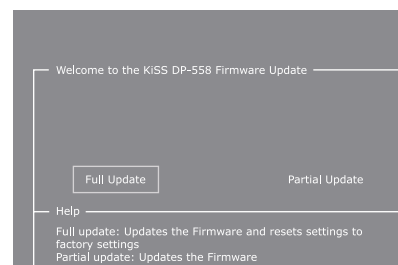 Welcome to the KiSS DP-558 Firmware Update
Full Update
Partial Update
Help
Full update: Updates the Firmware and resets settings to
factory settings
Partial update: Updates the Firmware